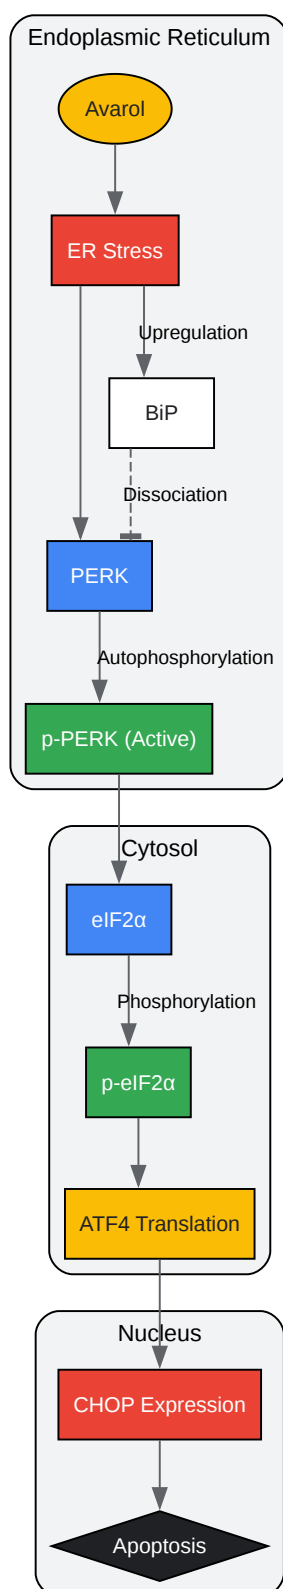 Endoplasmic Reticulum
Avarol
ER Stress
Upregulation
BiP
Dissociation
PERK
Autophosphorylation
p-PERK (Active)
Cytosol
eIF2α
Phosphorylation
p-eIF2α
ATF4 Translation
Nucleus
CHOP Expression
Apoptosis